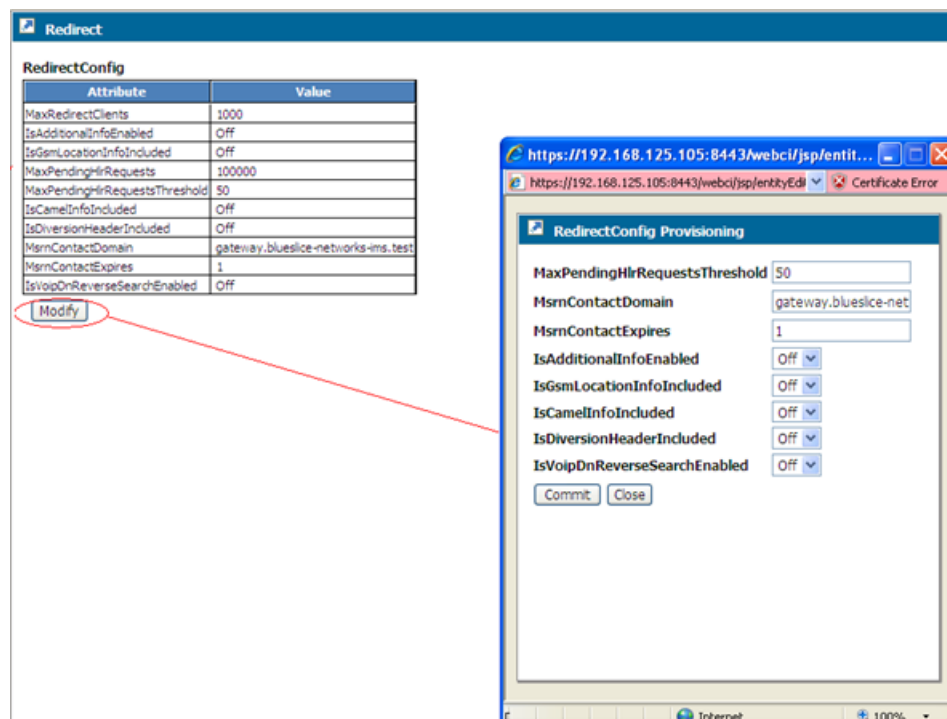 Redirect
RedirectConfig
Attribute Value
MaxRedirectClients 1000
IsAdditionalInfoEnabled Off
IsGsmLocationInfoIncluded Off
MaxPendingHlrRequests 100000
MaxPendingHlrRequestsThreshold 50
IsCamelInfoIncluded Off
IsDiversionHeaderIncluded Off
MsrnContactDomain gateway.blueslice-networks-ims.test
MsrnContactExpires 1
IsVoipDnReverseSearchEnabled Off
Modify
https://192.168.125.105:8443/webci/jsp/entit...
https://192.168.125.105:8443/webci/jsp/entityEdi Certificate Error
RedirectConfig Provisioning
MaxPendingHlrRequestsThreshold 50
MsrnContactDomain gateway.blueslice-net
MsrnContactExpires 1
IsAdditionalInfoEnabled Off
IsGsmLocationInfoIncluded Off
IsCamelInfoIncluded Off
IsDiversionHeaderIncluded Off
IsVoipDnReverseSearchEnabled Off
Commit Close
Internet 100%